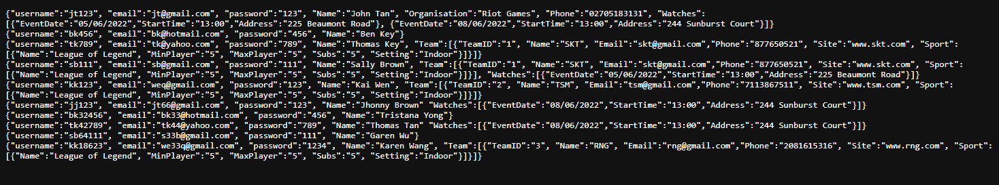 {"username":"jt123", "email":"jt@gmail.com", "password":"123", "Name":"John Tan", "Organisation":"Riot Games", "Phone":"02705183131", "Watches":
[{"EventDate":"05/06/2022","StartTime":"13:00","Address":"225 Beaumont Road"}, {"EventDate":"08/06/2022","StartTime":"13:00","Address":"244 Sunburst Court"}]}
{"username":"bk456", "email":"bk@hotmail.com", "password":"456", "Name":"Ben Key"}
{"username":"tk789", "email":"tk@yahoo.com", "password":"789", "Name":"Thomas Key", "Team":[{"TeamID":"1", "Name":"SKT", "Email":"skt@gmail.com","Phone":"877650521", "Site":"www.skt.com", "Sport":
[{"Name":"League of Legend", "MinPlayer":"5", "MaxPlayer":"5", "Subs":"5", "Setting":"Indoor"}]}]}
{"username":"sb111", "email":"sb@gmail.com", "password":"111", "Name":"Sally Brown", "Team":[{"TeamID":"1", "Name":"SKT", "Email":"skt@gmail.com","Phone":"877650521", "Site":"www.skt.com", "Sport":
[{"Name":"League of Legend", "MinPlayer":"5", "MaxPlayer":"5", "Subs":"5", "Setting":"Indoor"}]}], "Watches":[{"EventDate":"05/06/2022","StartTime":"13:00","Address":"225 Beaumont Road"}]}
{"username":"kk123", "email":"weq@gmail.com", "password":"123", "Name":"Kai Wen", "Team":[{"TeamID":"2", "Name":"TSM", "Email":"tsm@gmail.com","Phone":"7113867511", "Site":"www.tsm.com", "Sport":
[{"Name":"League of Legend", "MinPlayer":"5", "MaxPlayer":"5", "Subs":"5", "Setting":"Indoor"}]}]}
{"username":"jj123", "email":"jt66@gmail.com", "password":"123", "Name":"Jhonny Brown" "Watches":[{"EventDate":"08/06/2022","StartTime":"13:00","Address":"244 Sunburst Court"}]}
{"username":"bk32456", "email":"bk33@hotmail.com", "password":"456", "Name":"Tristana Yong"}
{"username":"tk42789", "email":"tk44@yahoo.com", "password":"789", "Name":"Thomas Tan" "Watches":[{"EventDate":"08/06/2022","StartTime":"13:00","Address":"244 Sunburst Court"}]}
{"username":"sb64111", "email":"s33b@gmail.com", "password":"111", "Name":"Garen Wu"}
{"username":"kk18623", "email":"we33q@gmail.com", "password":"1234", "Name":"Karen Wang", "Team":[{"TeamID":"3", "Name":"RNG", "Email":"rng@gmail.com","Phone":"2081615316", "Site":"www.rng.com", "Sport":
[{"Name":"League of Legend", "MinPlayer":"5", "MaxPlayer":"5", "Subs":"5", "Setting":"Indoor"}]}]}